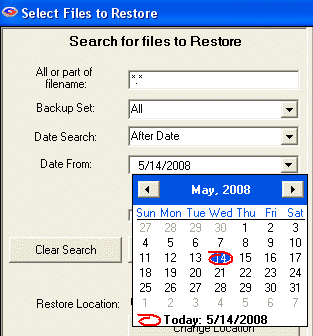 Select Files to Restore
Search for files to Restore
All or part of
filename:
*.*
Backup Set:
All
Date Search:
After Date
Date From:
5/14/2008
May, 2008
Sun Mon Tue Wed Thu Fri Sat
27 28 29 30 1 2 3
4 5 6 7 8 9 10
11 12 13 14 15 16 17
18 19 20 21 22 23 24
25 26 27 28 29 30 31
1 2 3 4 5 6 7
Today: 5/14/2008
Clear Search
Restore Location:
Change Location